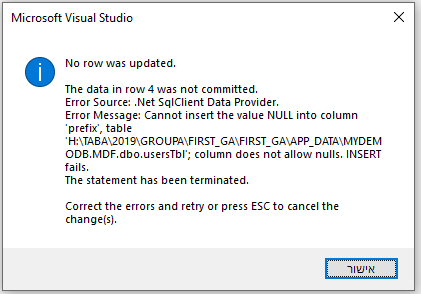 Microsoft Visual Studio
No row was updated.
The data in row 4 was not committed.
Error Source: .Net SqlClient Data Provider.
Error Message: Cannot insert the value NULL into column
'prefix', table
'H:\TABA\2019\GROUPA\FIRST_GA\FIRST_GA\APP_DATA\MYDEM
ODB.MDF.dbo.usersTbl'; column does not allow nulls. INSERT
fails.
The statement has been terminated.
Correct the errors and retry or press ESC to cancel the
change(s).
אישור